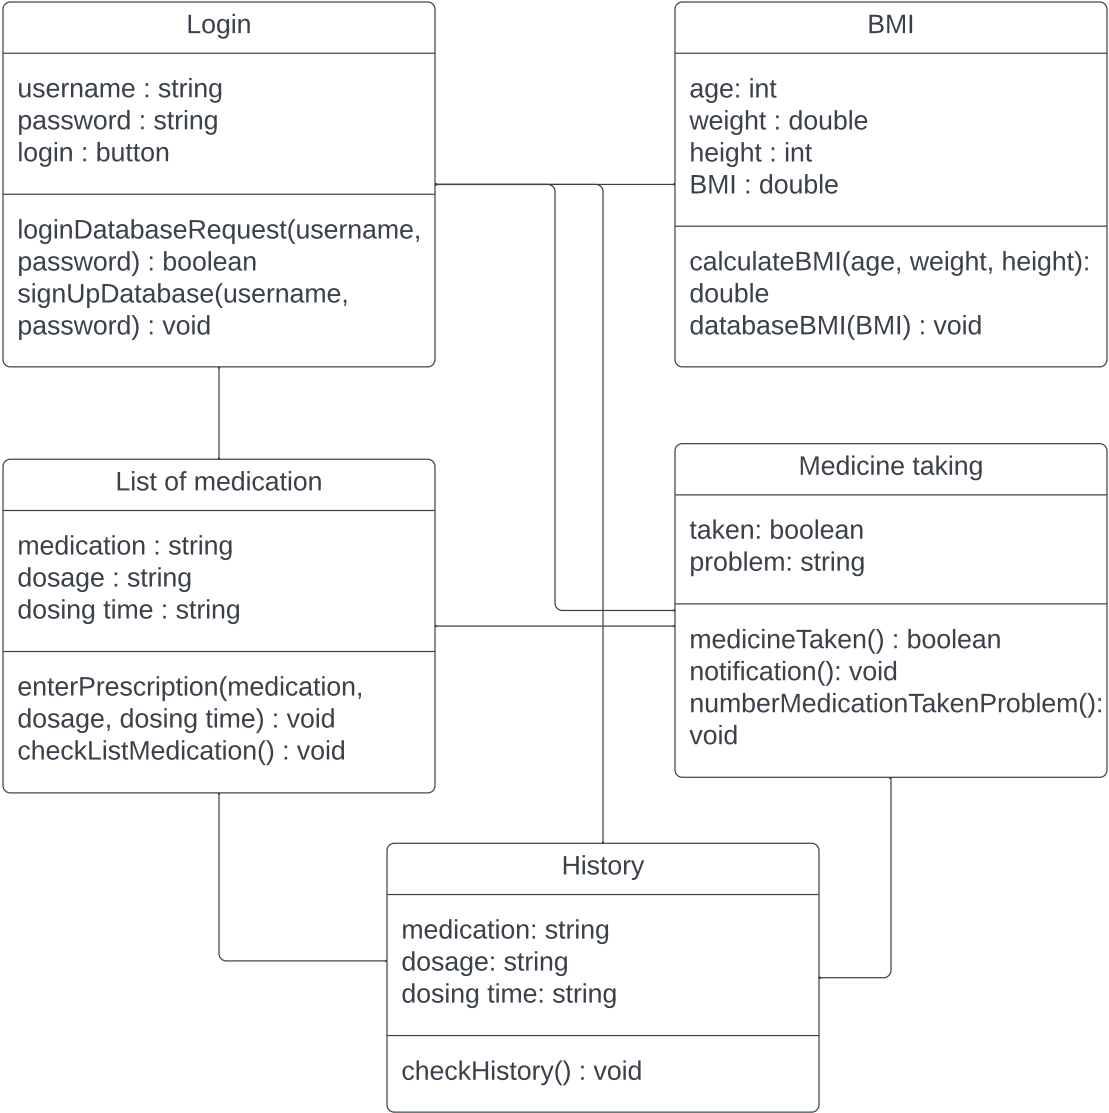 Login
username : string
password : string
login : button
loginDatabaseRequest(username,
password) : boolean
signUpDatabase(username,
password) : void
BMI
age: int
weight : double
height : int
BMI : double
calculateBMI(age, weight, height):
double
databaseBMI(BMI) : void
List of medication
medication : string
dosage : string
dosing time : string
enterPrescription(medication,
dosage, dosing time) : void
checkListMedication() : void
Medicine taking
taken: boolean
problem: string
medicineTaken() : boolean
notification(): void
numberMedicationTakenProblem():
void
History
medication: string
dosage: string
dosing time: string
checkHistory() : void